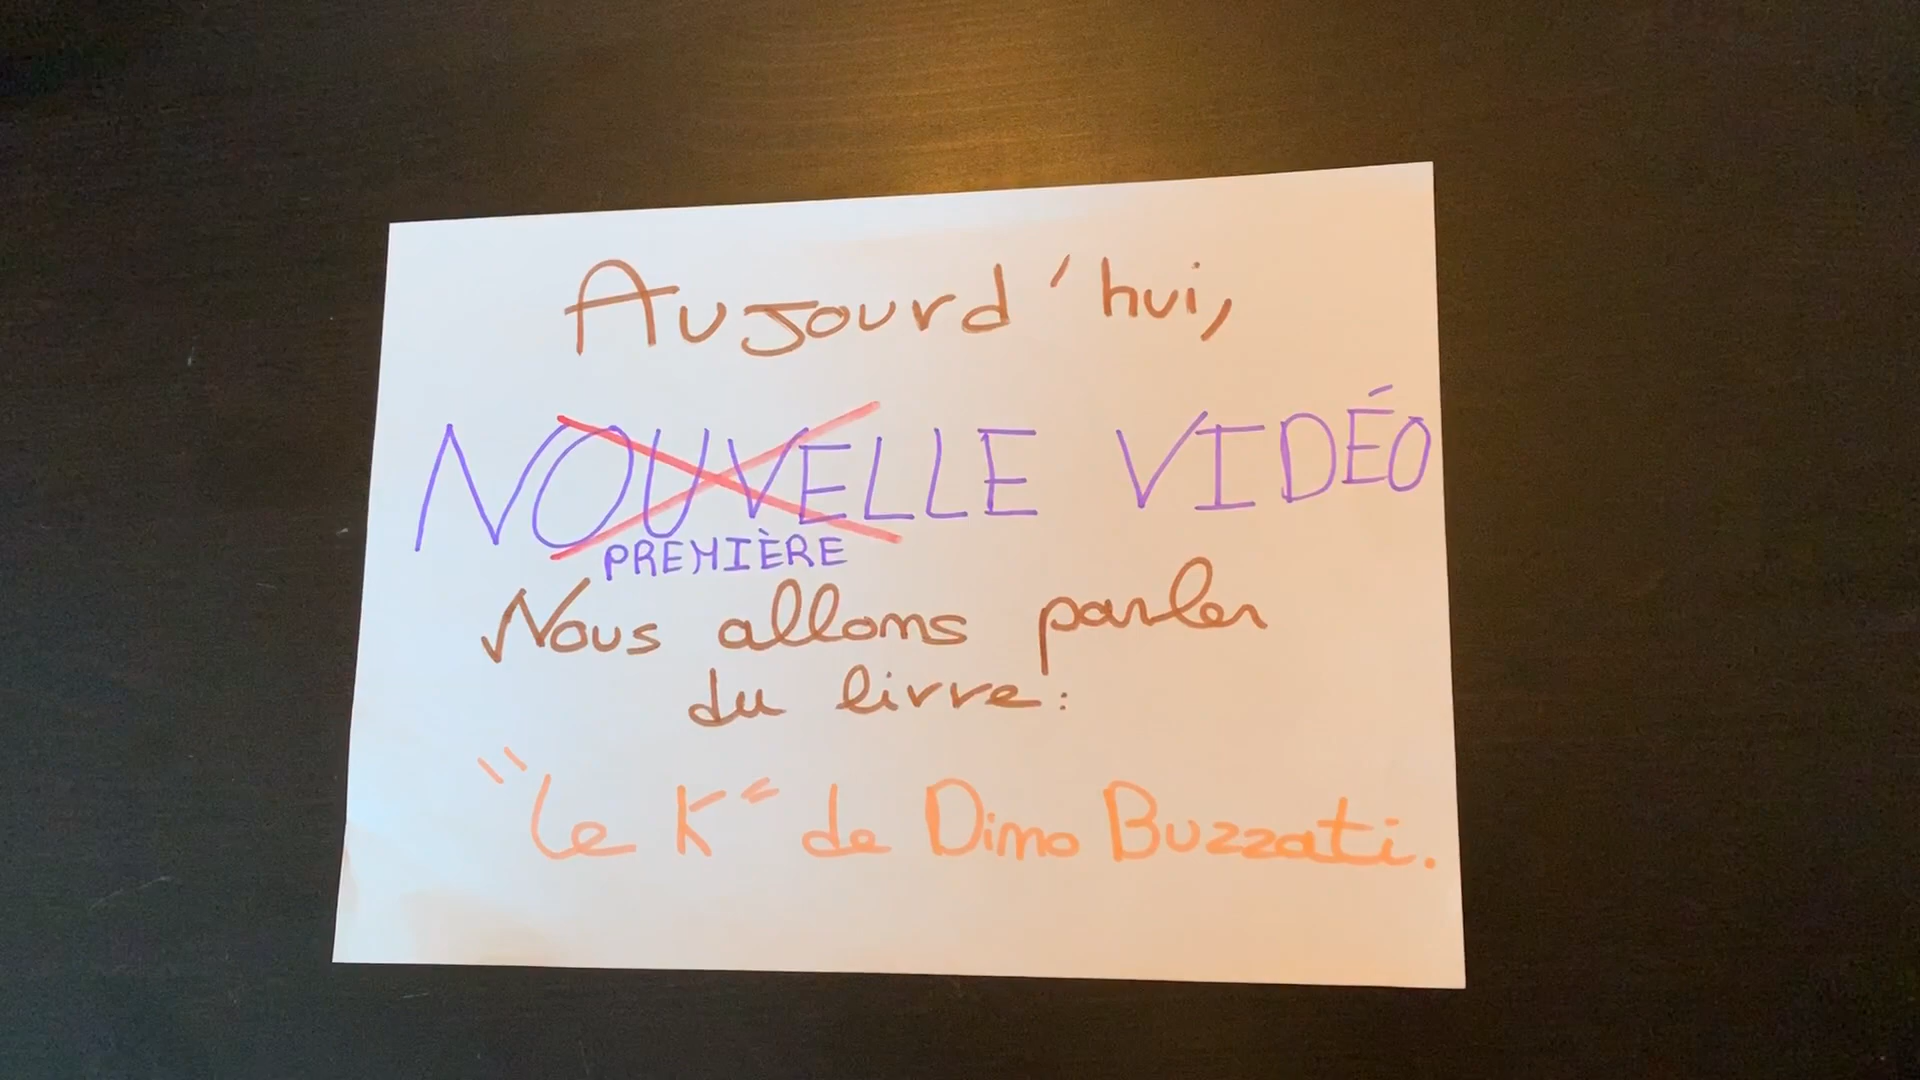 Aujourd'hui,
NOUVELLE VIDÉO
PREMIÈRE
Nous allons parler
du livre:
"Le K" de Dino Buzzati.